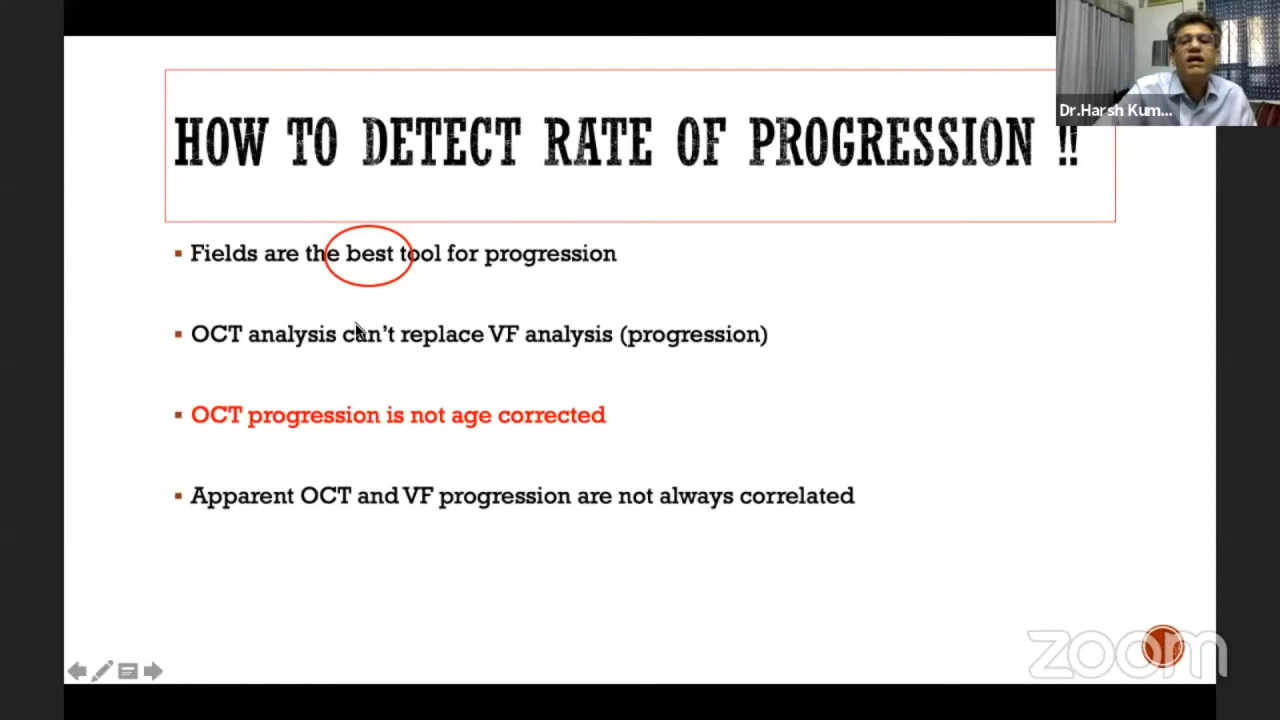 Dr.Harsh Kum...
HOW TO DETECT RATE OF PROGRESSION !!
▪ Fields are the best tool for progression
▪ OCT analysis can't replace VF analysis (progression)
▪ OCT progression is not age corrected
▪ Apparent OCT and VF progression are not always correlated
zoom